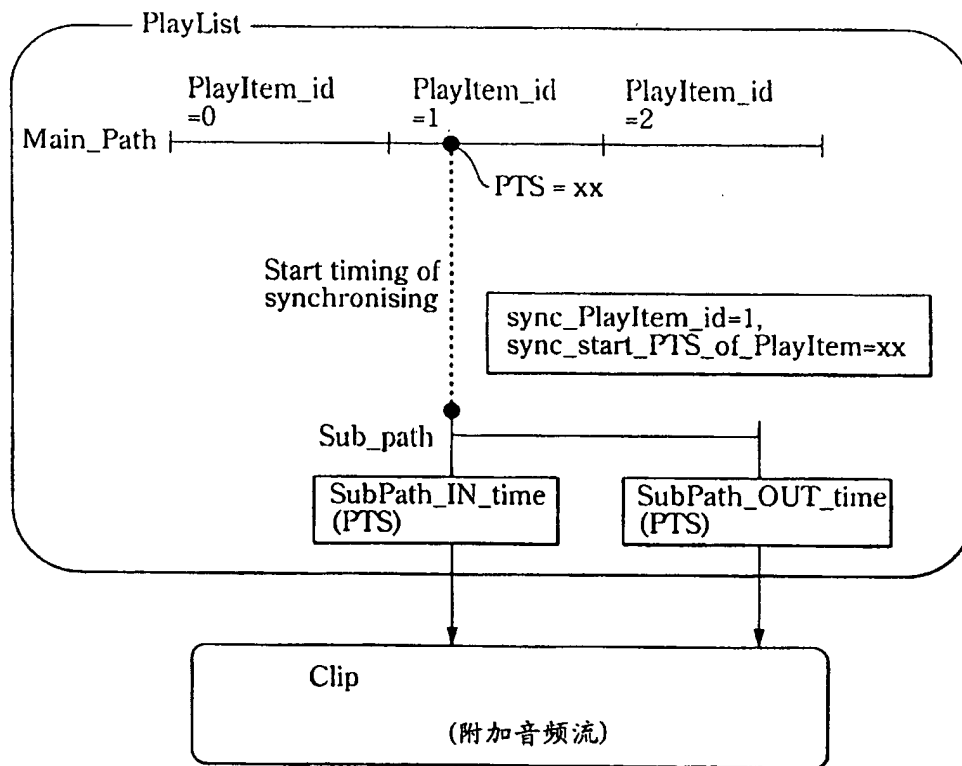 PlayList
PlayItem_id
=0
PlayItem_id
=1
PlayItem_id
=2
Main_Path
PTS = xx
Start timing of
synchronising
sync_PlayItem_id=1,
sync_start_PTS_of_PlayItem=xx
Sub_path
SubPath_IN_time
(PTS)
SubPath_OUT_time
(PTS)
Clip
(附加音频流)